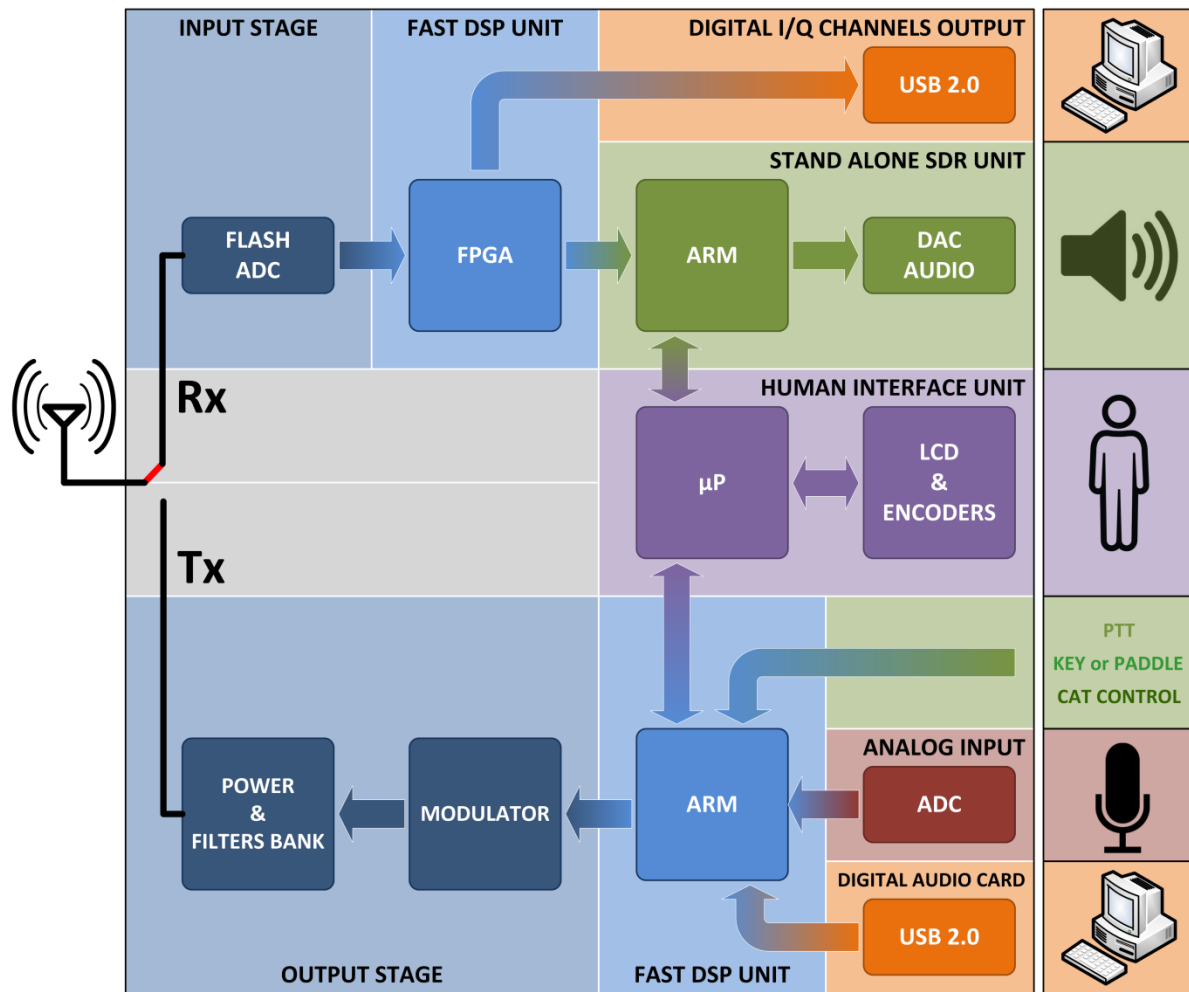 INPUT STAGE
FAST DSP UNIT
DIGITAL I/Q CHANNELS OUTPUT
USB 2.0
STAND ALONE SDR UNIT
FLASH
ADC
FPGA
ARM
DAC
AUDIO
Rx
HUMAN INTERFACE UNIT
µP
LCD
&
ENCODERS
Tx
PTT
KEY or PADDLE
CAT CONTROL
ANALOG INPUT
POWER
&
FILTERS BANK
MODULATOR
ARM
ADC
DIGITAL AUDIO CARD
USB 2.0
OUTPUT STAGE
FAST DSP UNIT